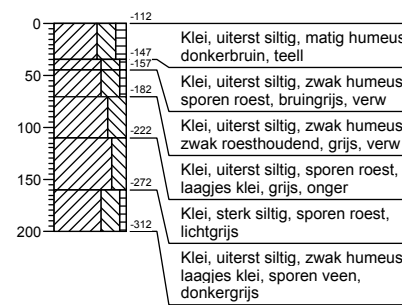 0
50
100
150
200
-112
-147
-157
-182
-222
-272
-312
Klei, uiterst siltig, matig humeus
donkerbruin, teell
Klei, uiterst siltig, zwak humeus
sporen roest, bruingrijs, verw
Klei, uiterst siltig, zwak humeus
zwak roesthoudend, grijs, verw
Klei, uiterst siltig, sporen roest,
laagjes klei, grijs, onger
Klei, sterk siltig, sporen roest,
lichtgrijs
Klei, uiterst siltig, zwak humeus
laagjes klei, sporen veen,
donkergrijs